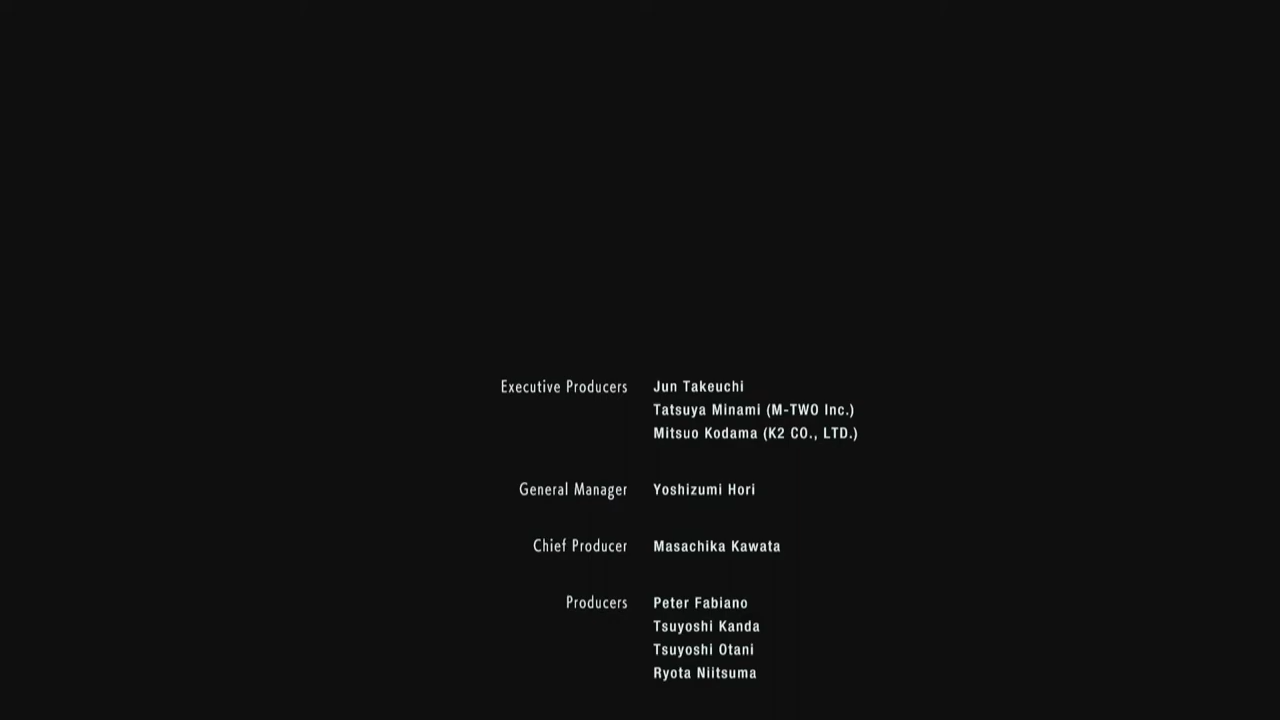 Executive Producers Jun Takeuchi
Tatsuya Minami (M-TWO Inc.)
Mitsuo Kodama (K2 CO., LTD.)
General Manager Yoshizumi Hori
Chief Producer Masachika Kawata
Producers Peter Fabiano
Tsuyoshi Kanda
Tsuyoshi Otani
Ryota Niitsuma